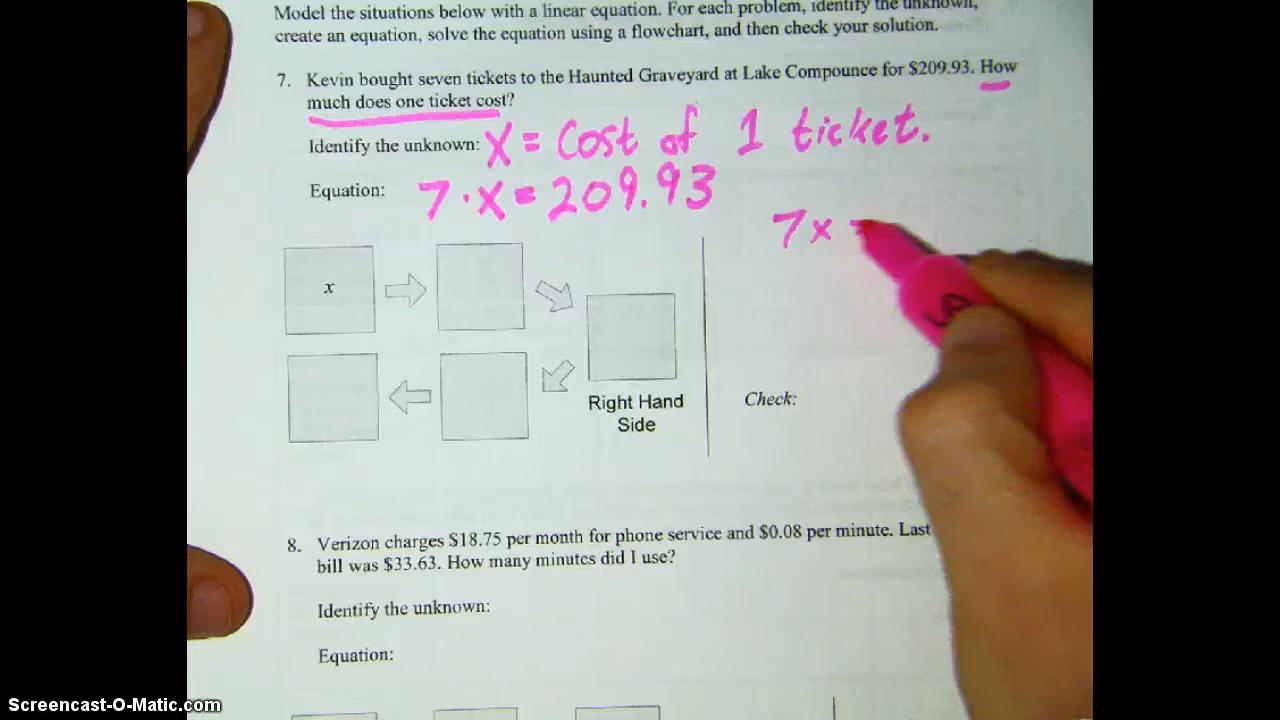 Model the situations below with a linear equation. For each problem, identify the unknown,
create an equation, solve the equation using a flowchart, and then check your solution.
7. Kevin bought seven tickets to the Haunted Graveyard at Lake Compounce for $209.93. How
much does one ticket cost?
Identify the unknown: X = Cost of 1 ticket.
Equation: 7 · X = 209.93
7x =
x
Right Hand
Side
Check:
8. Verizon charges $18.75 per month for phone service and $0.08 per minute. Last
bill was $33.63. How many minutes did I use?
Identify the unknown:
Equation:
Screencast-O-Matic.com